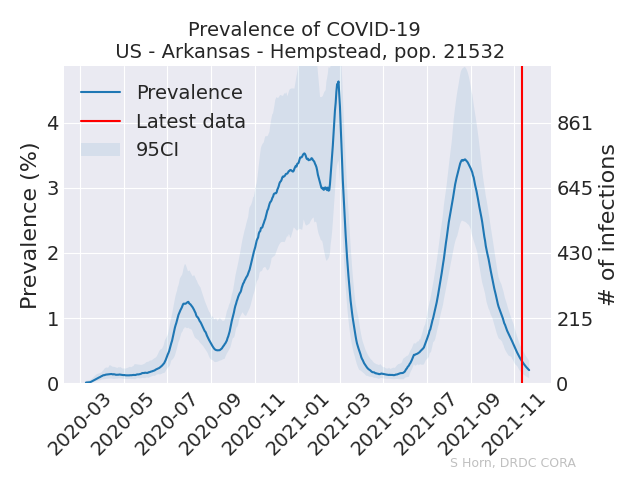 Prevalence of COVID-19
US - Arkansas - Hempstead, pop. 21532
Prevalence
Latest data
95CI
Prevalence (%)
4
3
2
1
0
# of infections
861
645
430
215
0
2020-03
2020-05
2020-07
2020-09
2020-11
2021-01
2021-03
2021-05
2021-07
2021-09
2021-11
S Horn, DRDC CORA